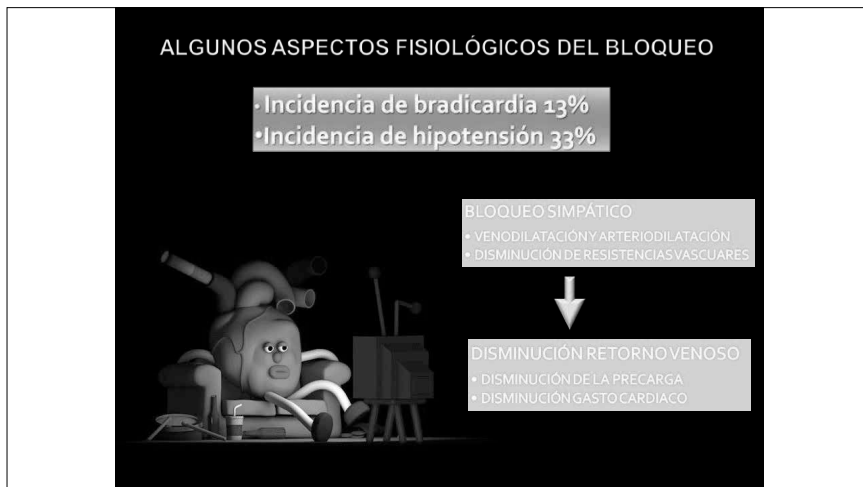 ALGUNOS ASPECTOS FISIOLÓGICOS DEL BLOQUEO
• Incidencia de bradicardia 13%
•Incidencia de hipotensión 33%
BLOQUEO SIMPÁTICO
• VENODILATACIÓN Y ARTERIODILATACIÓN
• DISMINUCIÓN DE RESISTENCIAS VASCUARES
DISMINUCIÓN RETORNO VENOSO
• DISMINUCIÓN DE LA PRECARGA
• DISMINUCIÓN GASTO CARDIACO